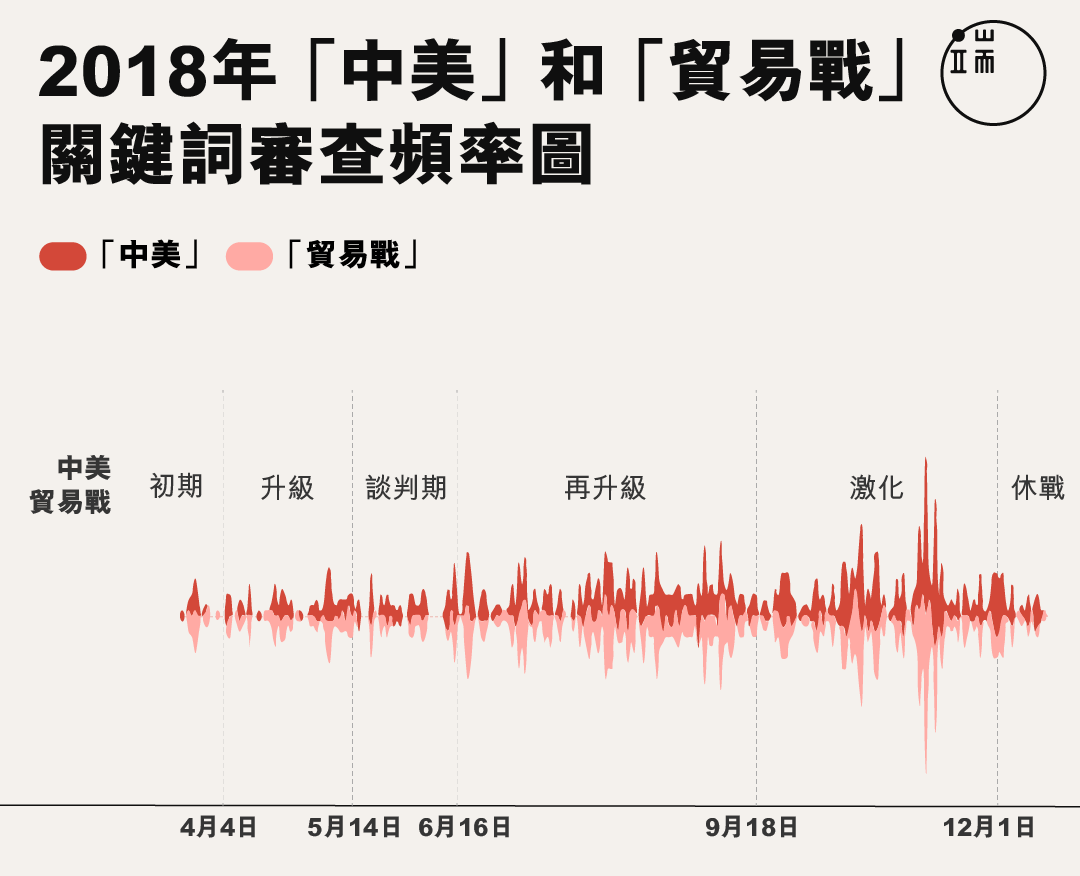 2018年「中美」和「貿易戰」
端
關鍵詞審查頻率圖
「中美」 「貿易戰」
中美
貿易戰
初期 升級 談判期 再升級 激化 休戰
4月4日 5月14日 6月16日 9月18日 12月1日